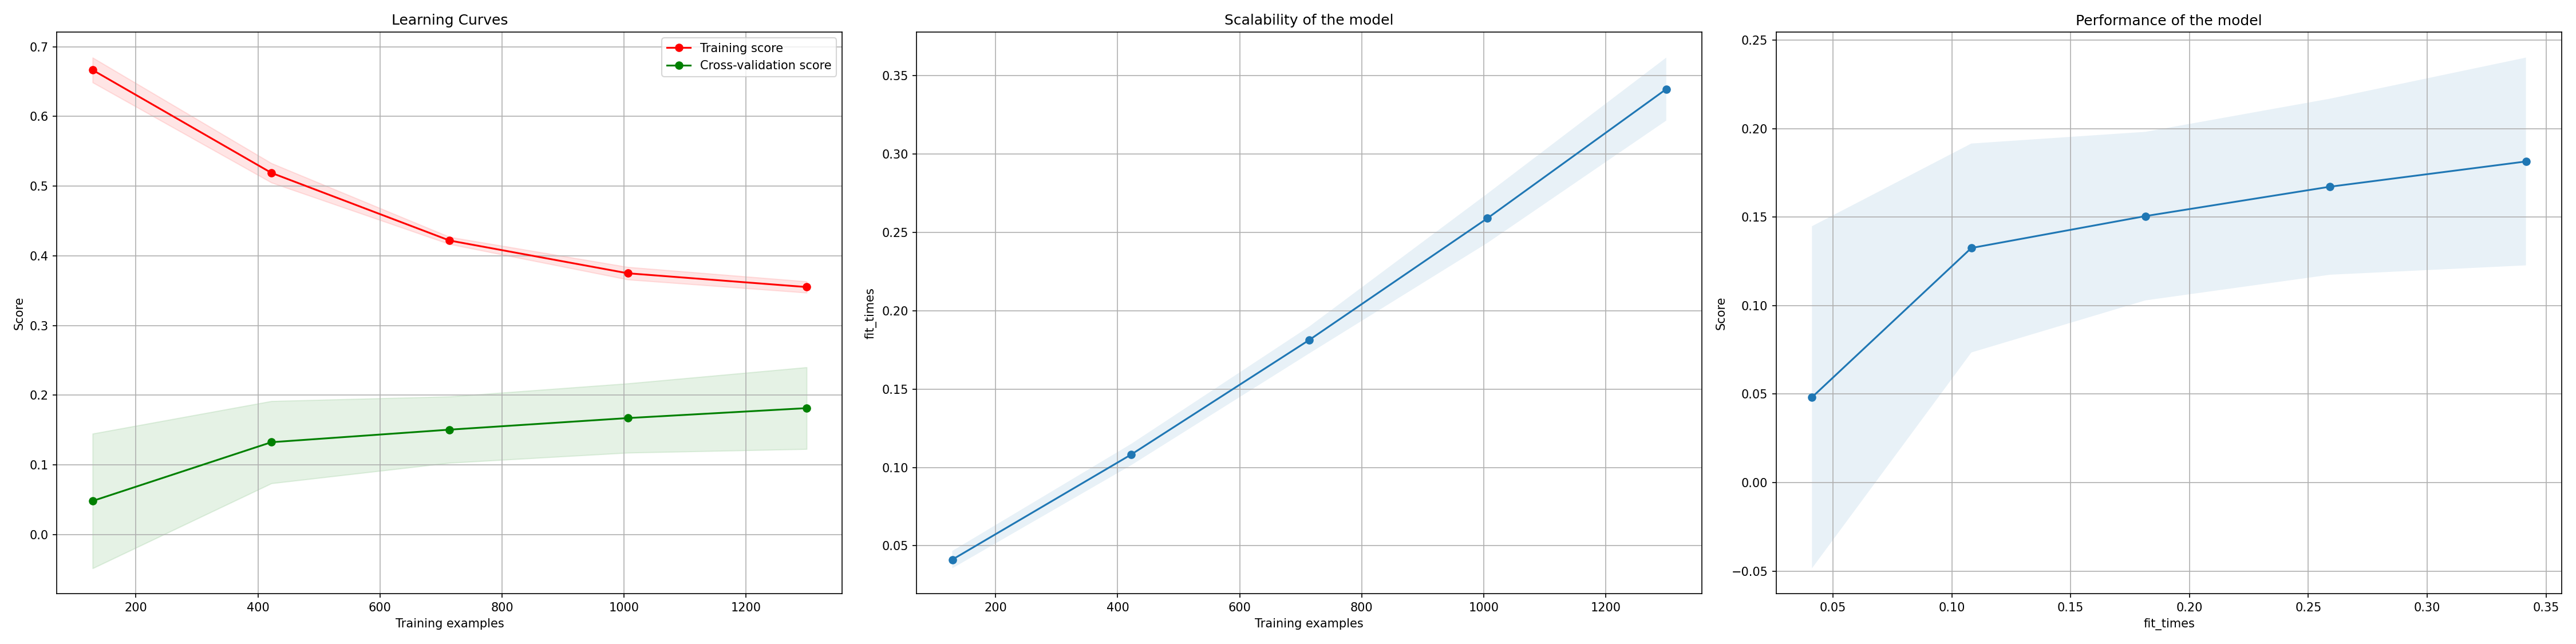 Learning Curves
Training score
Cross-validation score
0.7
0.6
0.5
0.4
0.3
0.2
0.1
0.0
Score
200 400 600 800 1000 1200
Training examples
Scalability of the model
0.35
0.30
0.25
0.20
0.15
0.10
0.05
fit_times
200 400 600 800 1000 1200
Training examples
Performance of the model
0.25
0.20
0.15
0.10
0.05
0.00
−0.05
Score
0.05 0.10 0.15 0.20 0.25 0.30 0.35
fit_times